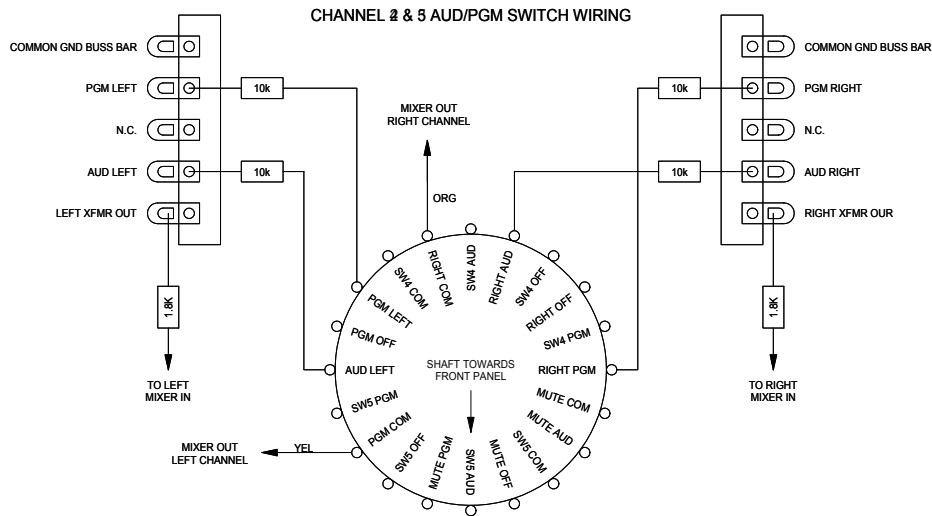 CHANNEL & AUD/PGM SWITCH WIRING
COMMON GND BUSS BAR
PGM LEFT
10k
N.C.
AUD LEFT
10k
LEFT XFMR OUT
1.8K
TO LEFT
MIXER IN
COMMON GND BUSS BAR
10k
PGM RIGHT
N.C.
10k
AUD RIGHT
RIGHT XFMR OUR
1.8K
TO RIGHT
MIXER IN
MIXER OUT
RIGHT CHANNEL
ORG
SW4 AUD
RIGHT AUD
SW4 OFF
RIGHT OFF
SW4 PGM
RIGHT PGM
MUTE COM
MUTE AUD
SW5 COM
MUTE OFF
SW5 AUD
MUTE PGM
SW5 OFF
PGM COM
SW5 PGM
AUD LEFT
PGM OFF
PGM LEFT
SW4 COM
RIGHT COM
SHAFT TOWARDS
FRONT PANEL
MIXER OUT
LEFT CHANNEL
YEL